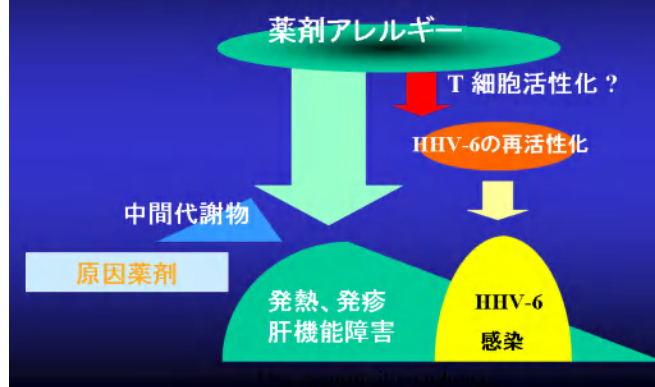 薬剤アレルギー
T 細胞活性化 ?
HHV-6の再活性化
中間代謝物
原因薬剤
発熱、発疹
肝機能障害
HHV-6
感染